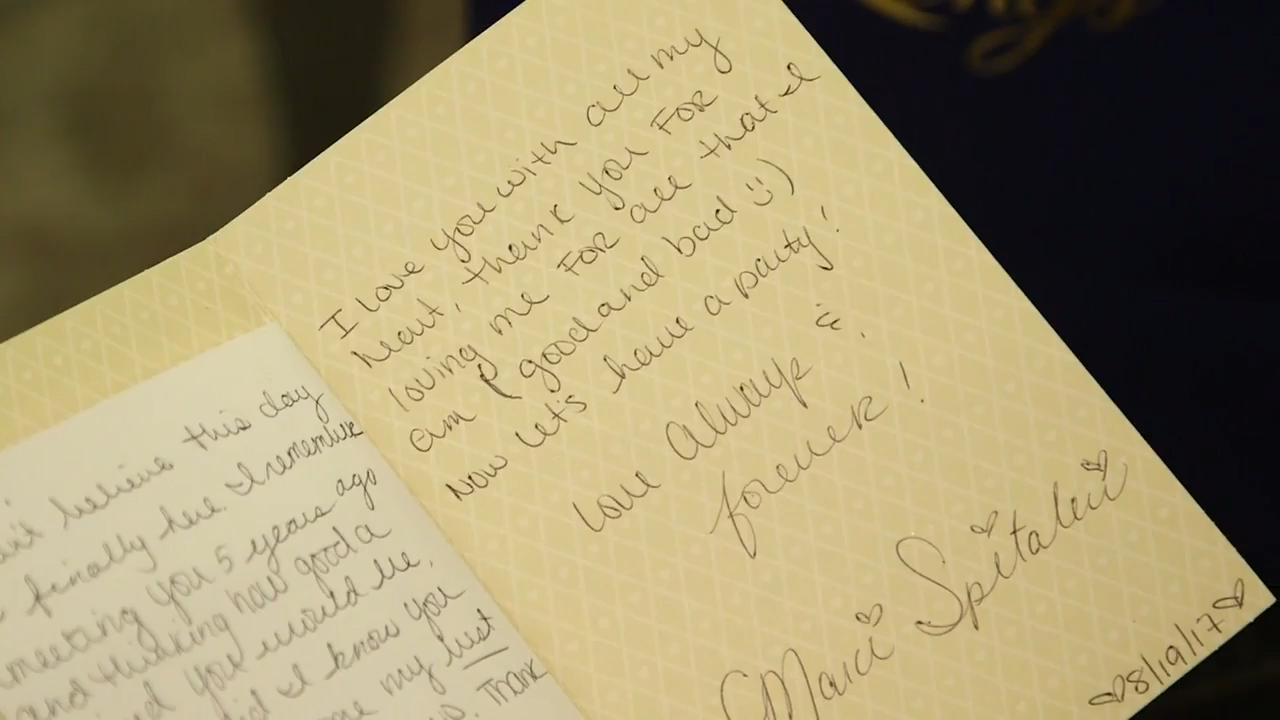 this day
finally here. I remember
meeting you 5 years ago
and thinking how good a
you would be,
I know you
my last
Thank
I love you with all my
heart, thank you FOR
loving me FOR all that I
am (good and bad :))
Now let's have a party!
Love Always &
forever!
Marci Spitaleri
8/19/17